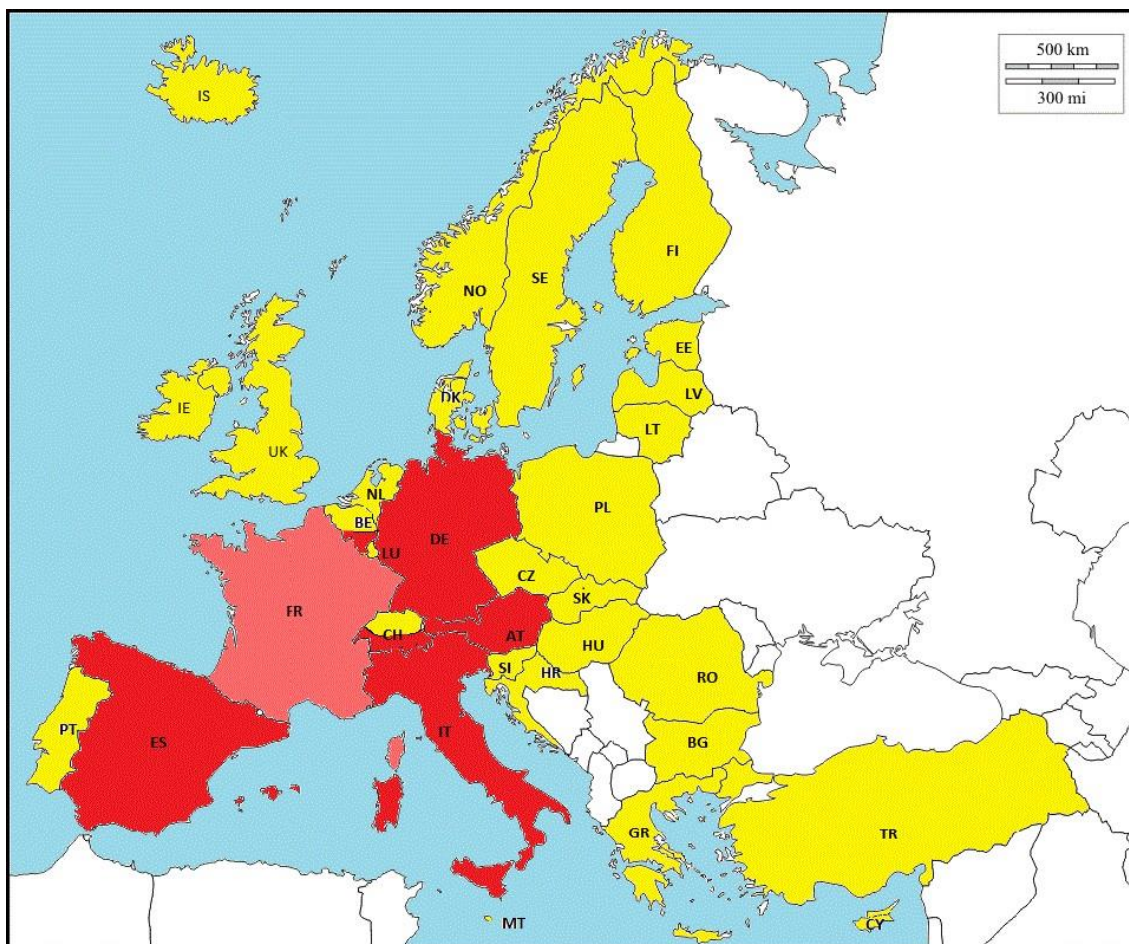 500 km
300 mi
IS
FI
SE
NO
EE
LV
DK
IE
LT
UK
NL
PL
BE
DE
LU
CZ
SK
FR
CH
AT
HU
SI
HR
RO
PT
ES
IT
BG
GR
TR
MT
CY